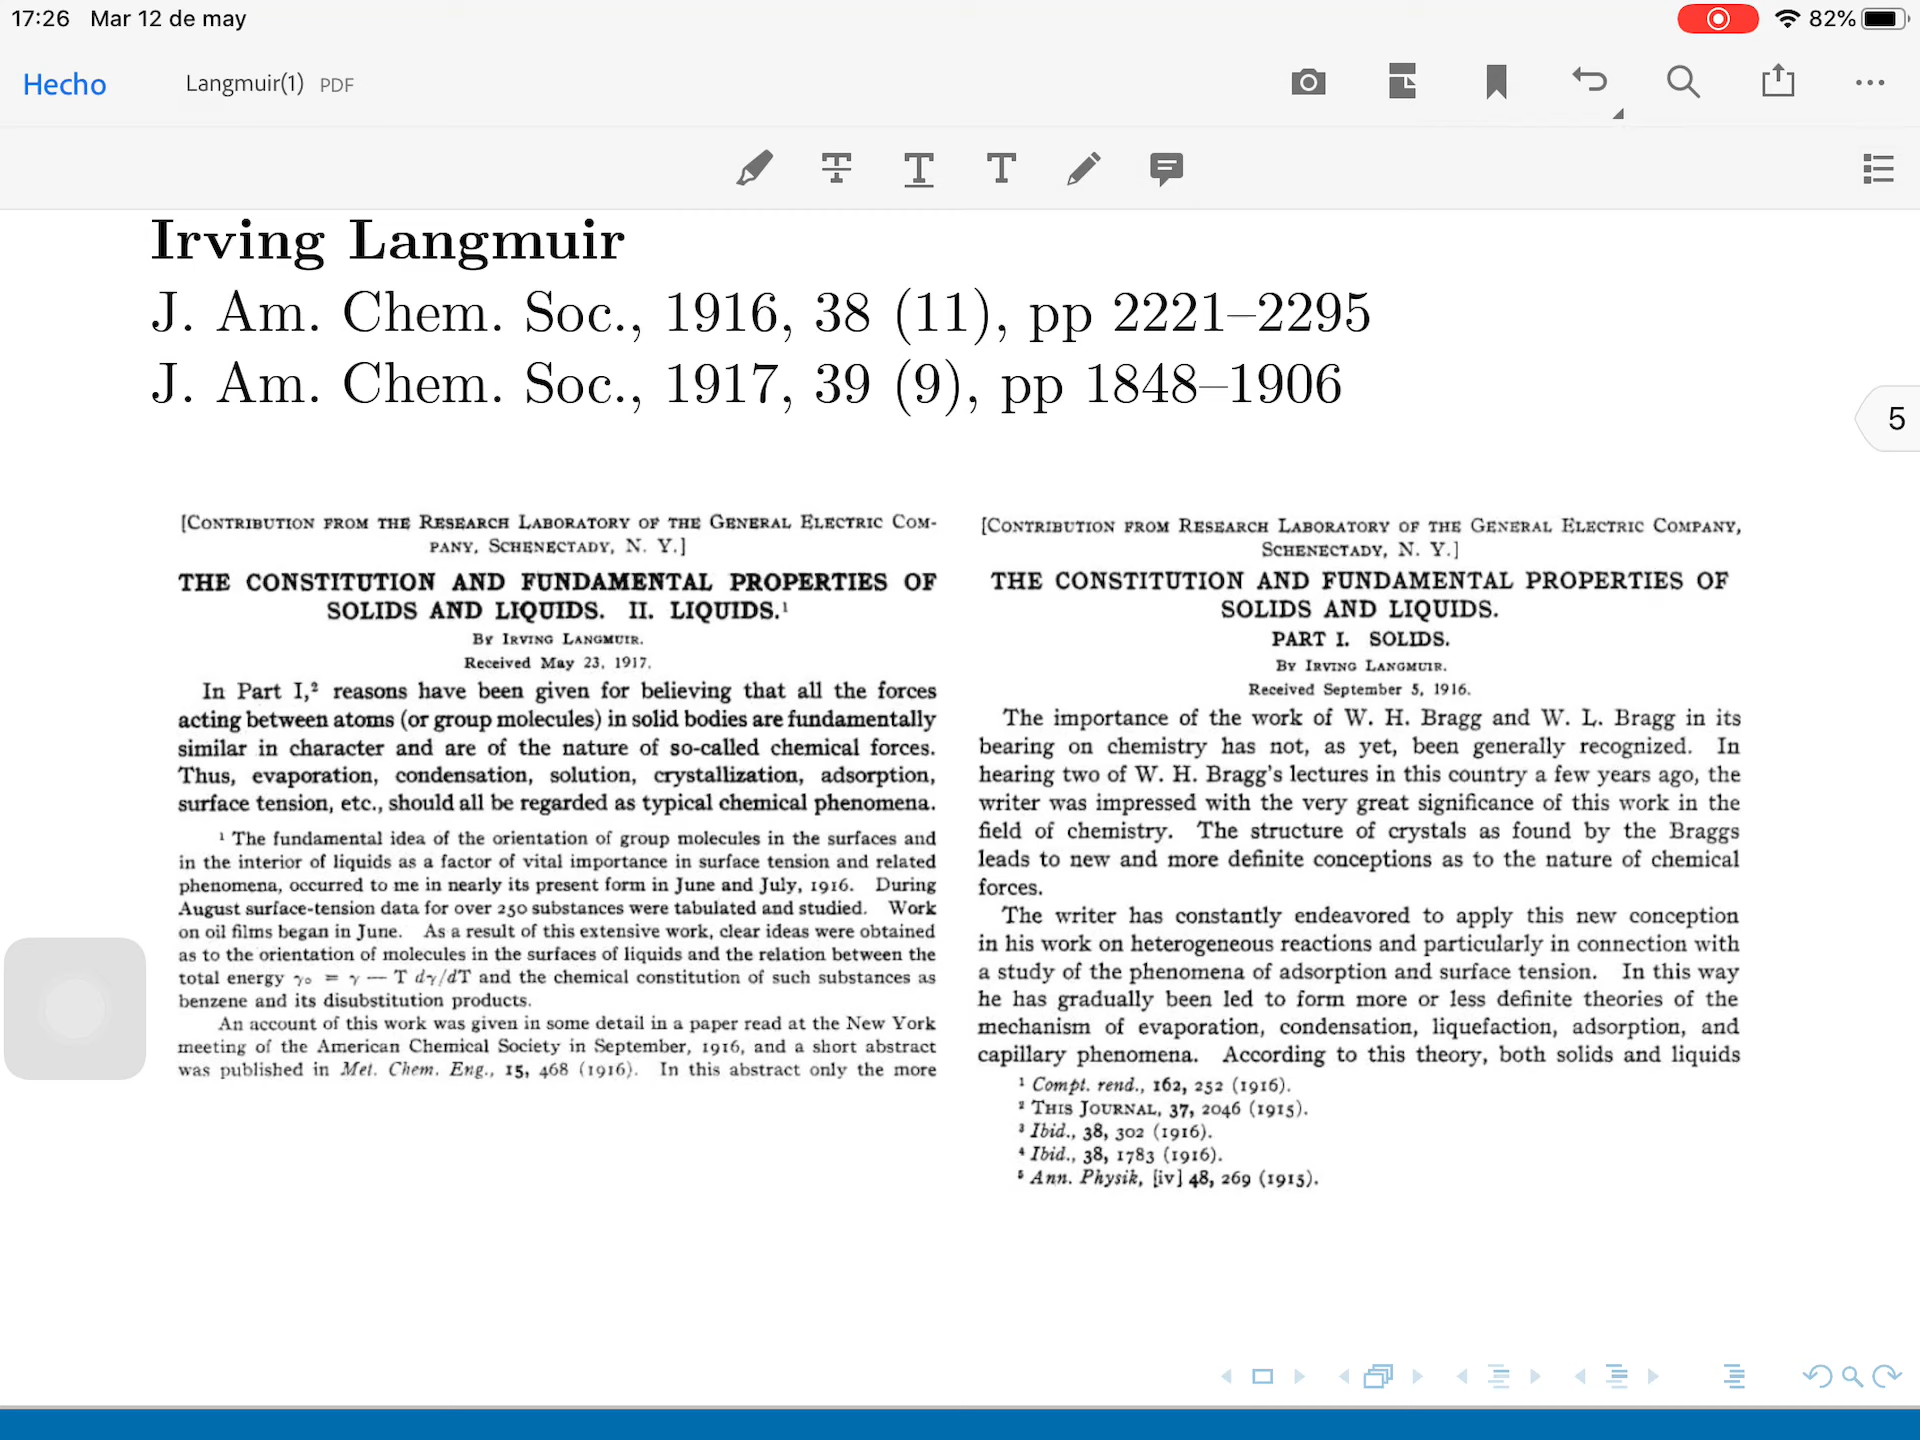 17:26 Mar 12 de may
82%
Hecho
Langmuir(1) PDF
Irving Langmuir
J. Am. Chem. Soc., 1916, 38 (11), pp 2221–2295
J. Am. Chem. Soc., 1917, 39 (9), pp 1848–1906
5
[CONTRIBUTION FROM THE RESEARCH LABORATORY OF THE GENERAL ELECTRIC COM-
PANY, SCHENECTADY, N. Y.]
THE CONSTITUTION AND FUNDAMENTAL PROPERTIES OF
SOLIDS AND LIQUIDS. II. LIQUIDS.¹
BY IRVING LANGMUIR.
Received May 23, 1917.
In Part I,² reasons have been given for believing that all the forces
acting between atoms (or group molecules) in solid bodies are fundamentally
similar in character and are of the nature of so-called chemical forces.
Thus, evaporation, condensation, solution, crystallization, adsorption,
surface tension, etc., should all be regarded as typical chemical phenomena.
¹ The fundamental idea of the orientation of group molecules in the surfaces and
in the interior of liquids as a factor of vital importance in surface tension and related
phenomena, occurred to me in nearly its present form in June and July, 1916. During
August surface-tension data for over 250 substances were tabulated and studied. Work
on oil films began in June. As a result of this extensive work, clear ideas were obtained
as to the orientation of molecules in the surfaces of liquids and the relation between the
total energy γ₀ = γ — T dγ/dT and the chemical constitution of such substances as
benzene and its disubstitution products.
An account of this work was given in some detail in a paper read at the New York
meeting of the American Chemical Society in September, 1916, and a short abstract
was published in Met. Chem. Eng., 15, 468 (1916). In this abstract only the more
[CONTRIBUTION FROM RESEARCH LABORATORY OF THE GENERAL ELECTRIC COMPANY,
SCHENECTADY, N. Y.]
THE CONSTITUTION AND FUNDAMENTAL PROPERTIES OF
SOLIDS AND LIQUIDS.
PART I. SOLIDS.
BY IRVING LANGMUIR.
Received September 5, 1916.
The importance of the work of W. H. Bragg and W. L. Bragg in its
bearing on chemistry has not, as yet, been generally recognized. In
hearing two of W. H. Bragg's lectures in this country a few years ago, the
writer was impressed with the very great significance of this work in the
field of chemistry. The structure of crystals as found by the Braggs
leads to new and more definite conceptions as to the nature of chemical
forces.
The writer has constantly endeavored to apply this new conception
in his work on heterogeneous reactions and particularly in connection with
a study of the phenomena of adsorption and surface tension. In this way
he has gradually been led to form more or less definite theories of the
mechanism of evaporation, condensation, liquefaction, adsorption, and
capillary phenomena. According to this theory, both solids and liquids
¹ Compt. rend., 162, 252 (1916).
² THIS JOURNAL, 37, 2046 (1915).
³ Ibid., 38, 302 (1916).
⁴ Ibid., 38, 1783 (1916).
⁵ Ann. Physik, [iv] 48, 269 (1915).